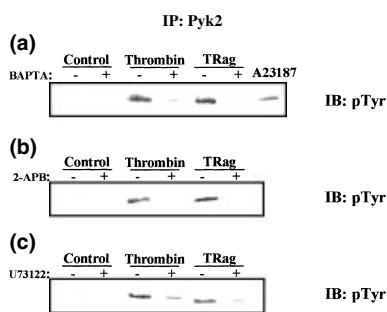 IP: Pyk2
(a)
Control Thrombin TRag A23187
BAPTA: - + - + - +
IB: pTyr
(b)
Control Thrombin TRag
2-APB: - + - + - +
IB: pTyr
(c)
Control Thrombin TRag
U73122: - + - + - +
IB: pTyr